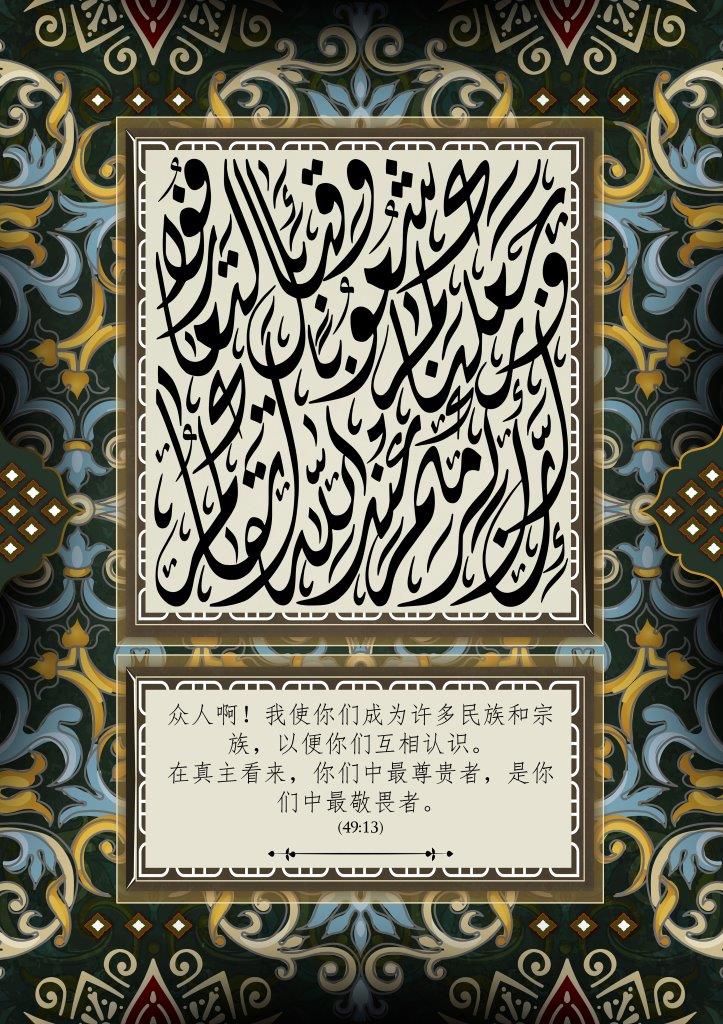 وجعلناكم شعوبا وقبائل لتعارفوا
إن أكرمكم عند الله أتقاكم
众人啊！我使你们成为许多民族和宗
族，以便你们互相认识。
在真主看来，你们中最尊贵者，是你
们中最敬畏者。
(49:13)